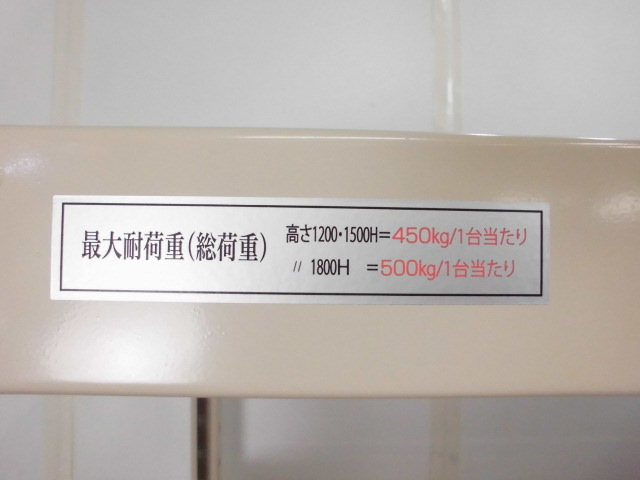 最大耐荷重(総荷重)
高さ1200・1500H=450kg/1台当たり
〃 1800H =500kg/1台当たり